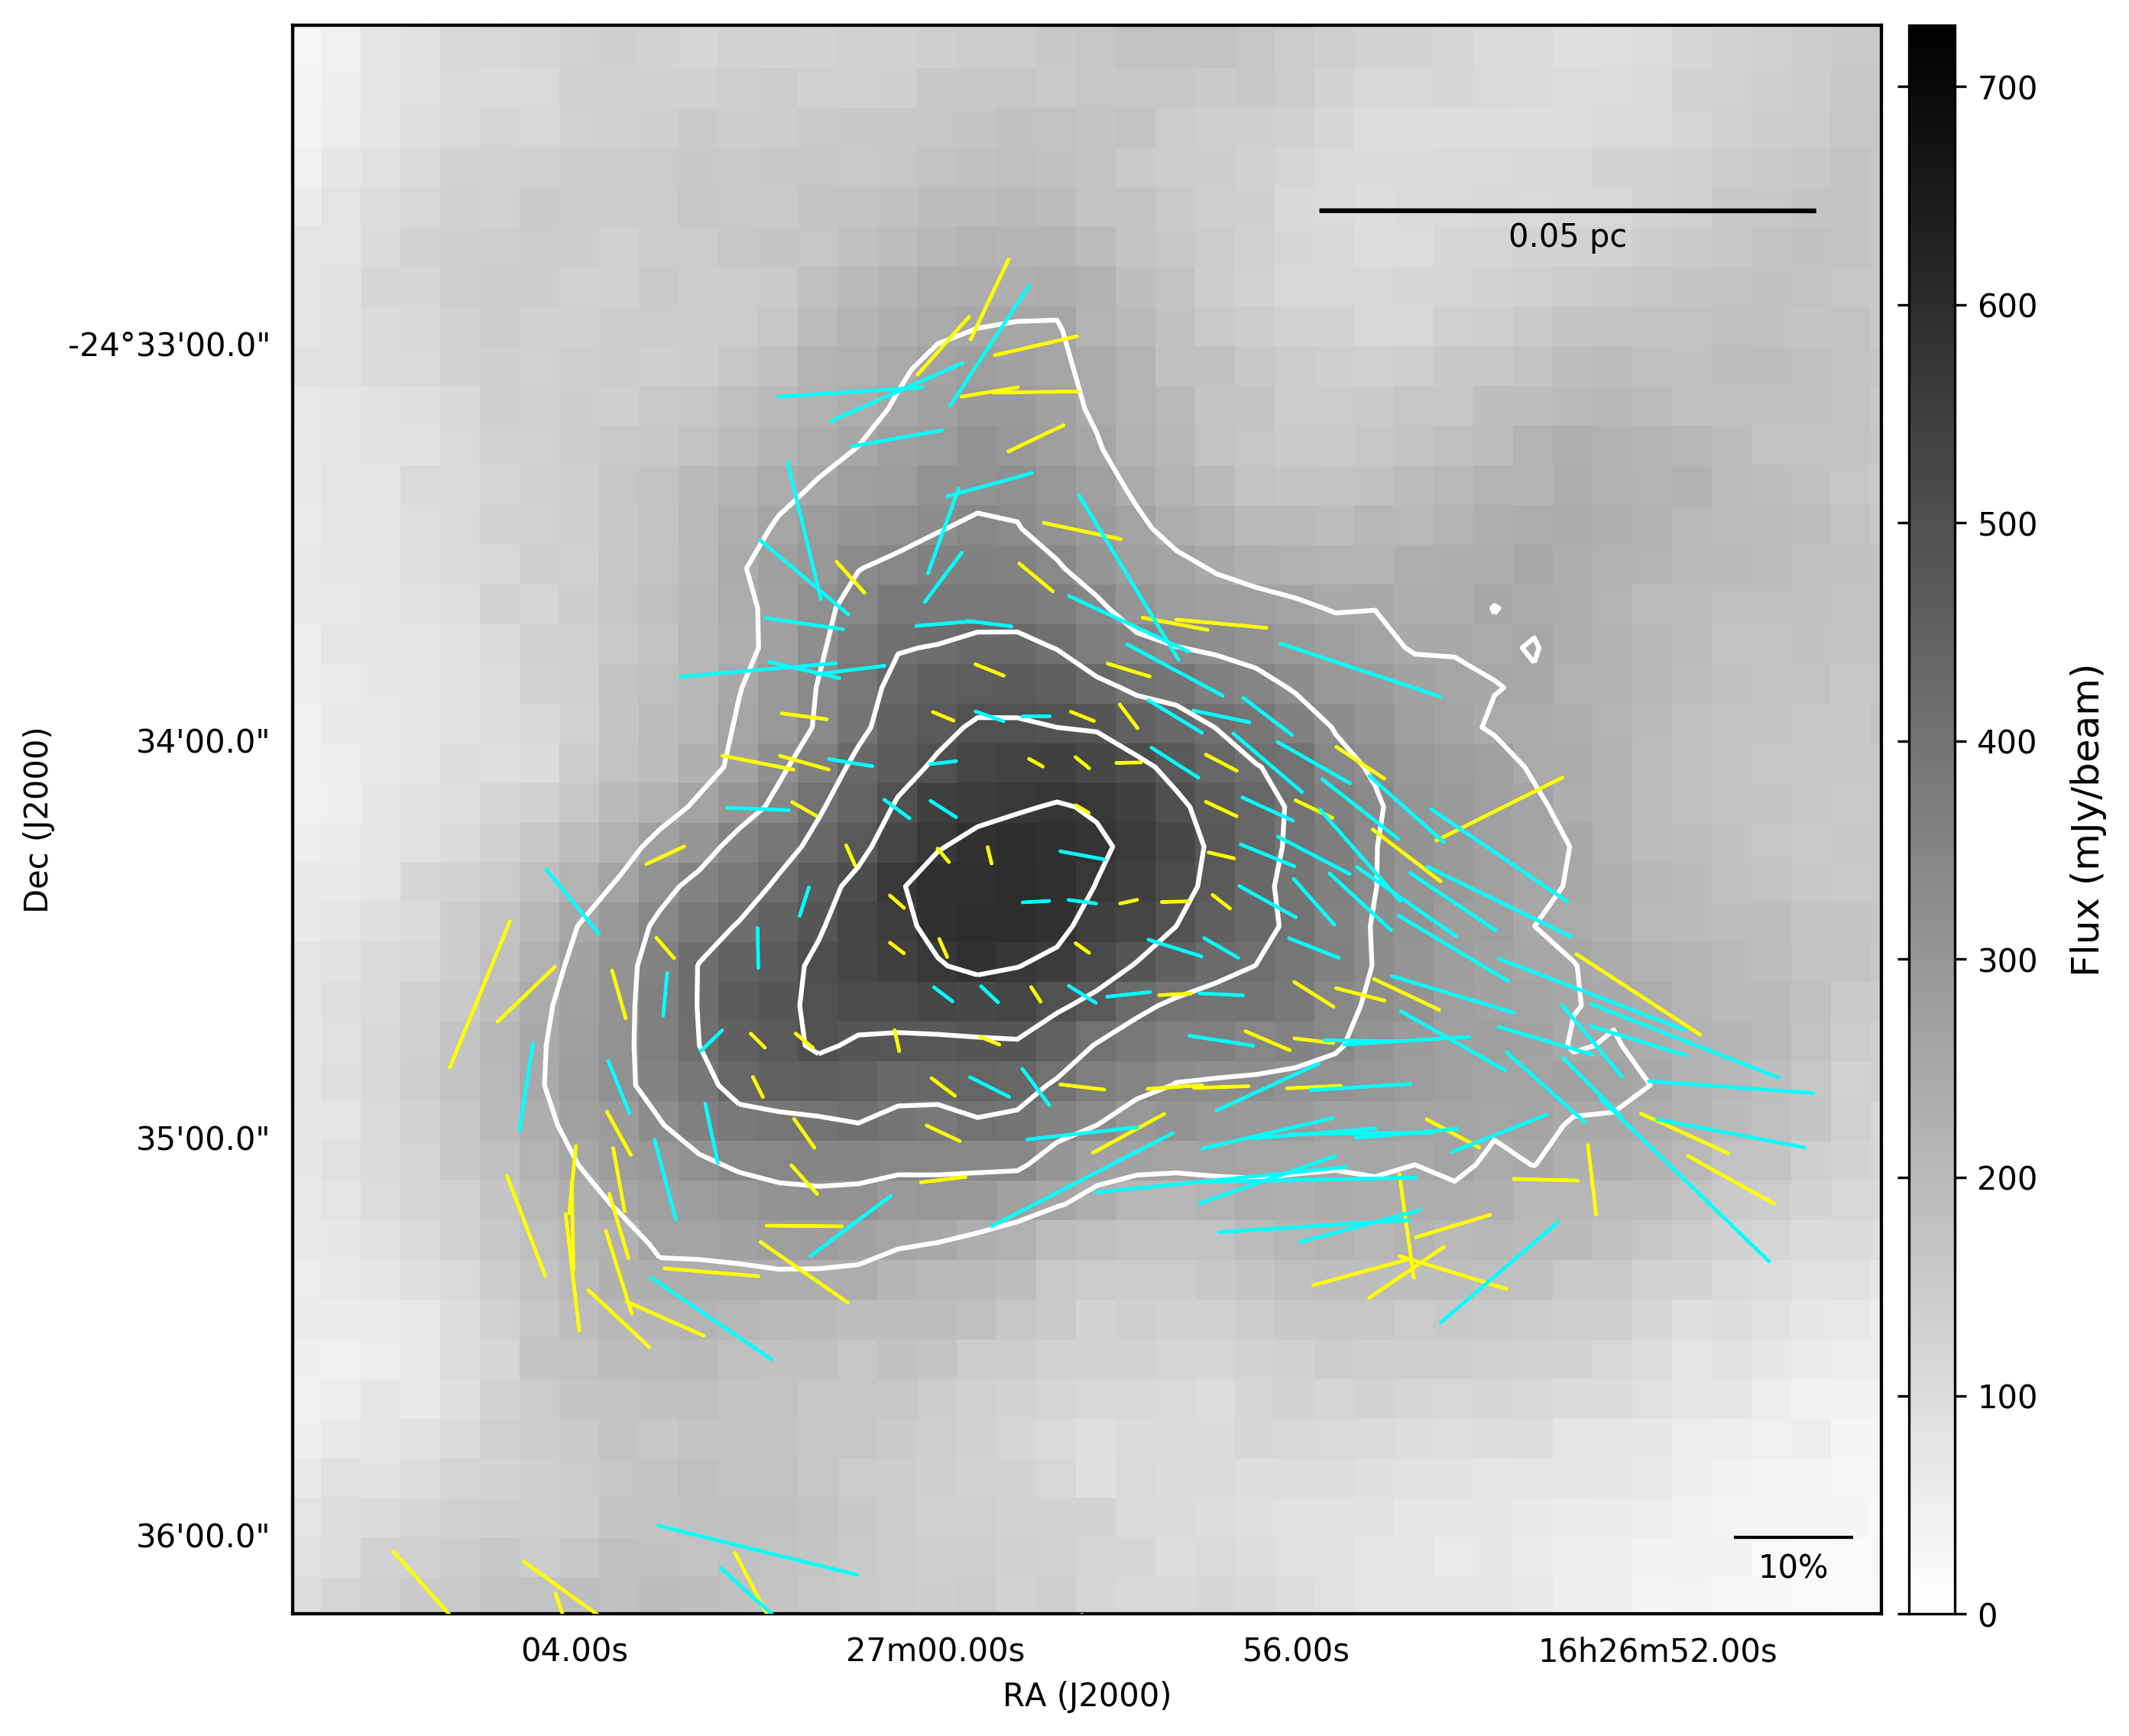 0.05 pc
-24°33'00.0"
34'00.0"
35'00.0"
36'00.0"
Dec (J2000)
10%
04.00s
27m00.00s
56.00s
16h26m52.00s
RA (J2000)
700
600
500
400
300
200
100
0
Flux (mJy/beam)